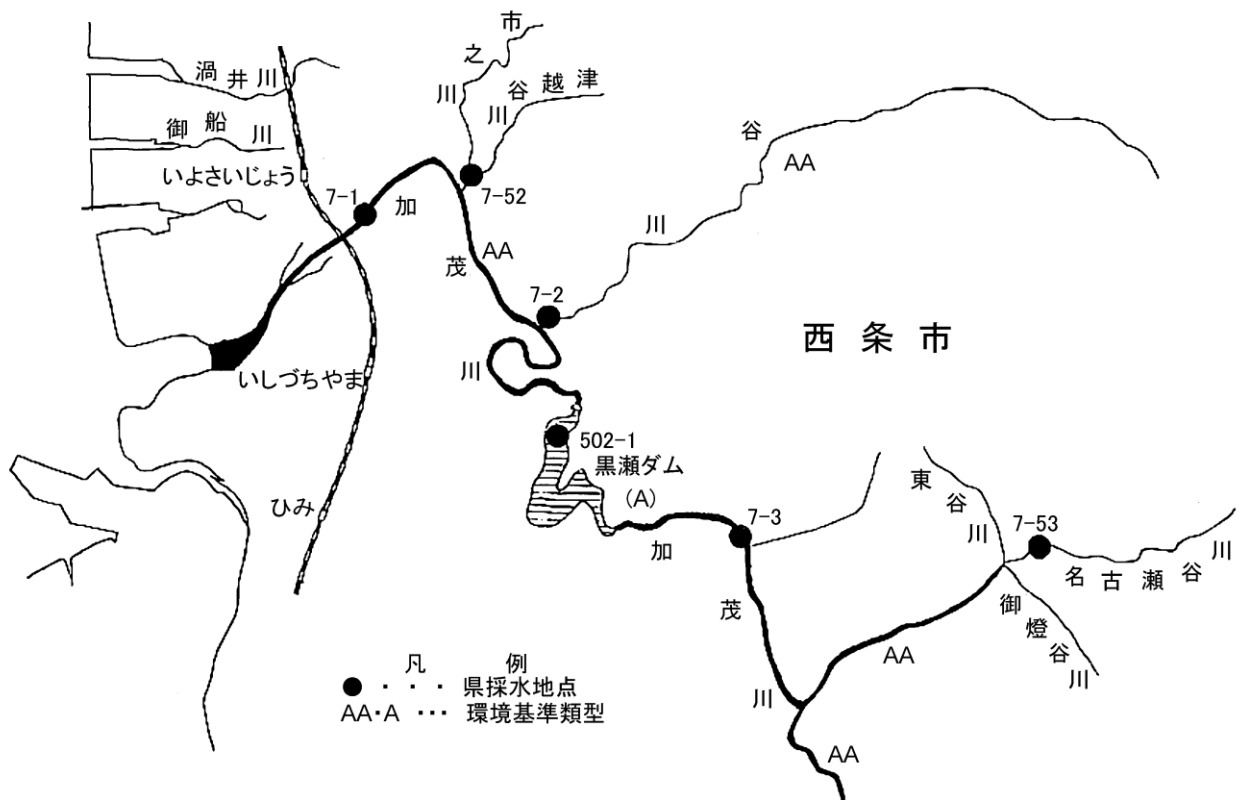 市之川
谷越津川
渦井川
御船川
いよさいじょう
7-1
加茂川
7-52
AA
谷川
AA
7-2
西条市
いしづちやま
502-1
黒瀬ダム
(A)
ひみ
7-3
加茂川
東谷川
7-53
名古瀬谷川
御燈谷川
AA
AA
凡例
●・・・県採水地点
AA・A・・・環境基準類型